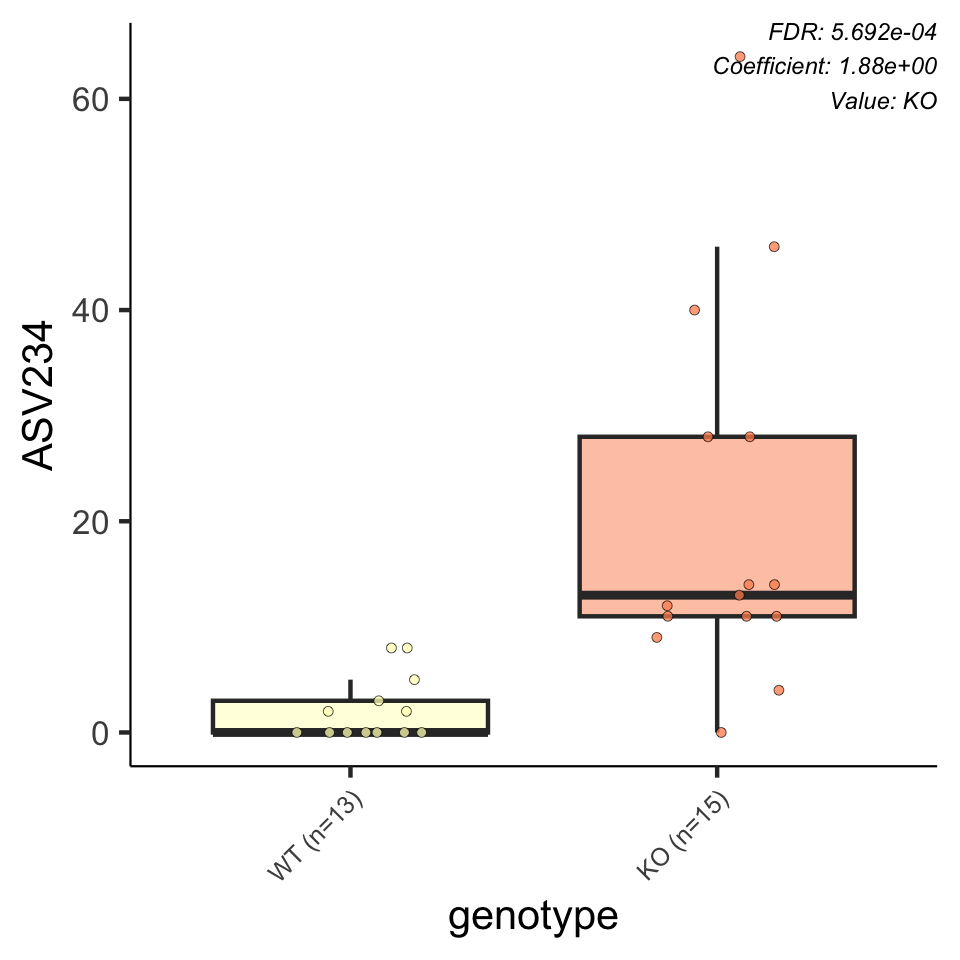 FDR: 5.692e-04
Coefficient: 1.88e+00
Value: KO
60
40
20
0
ASV234
WT (n=13)
KO (n=15)
genotype